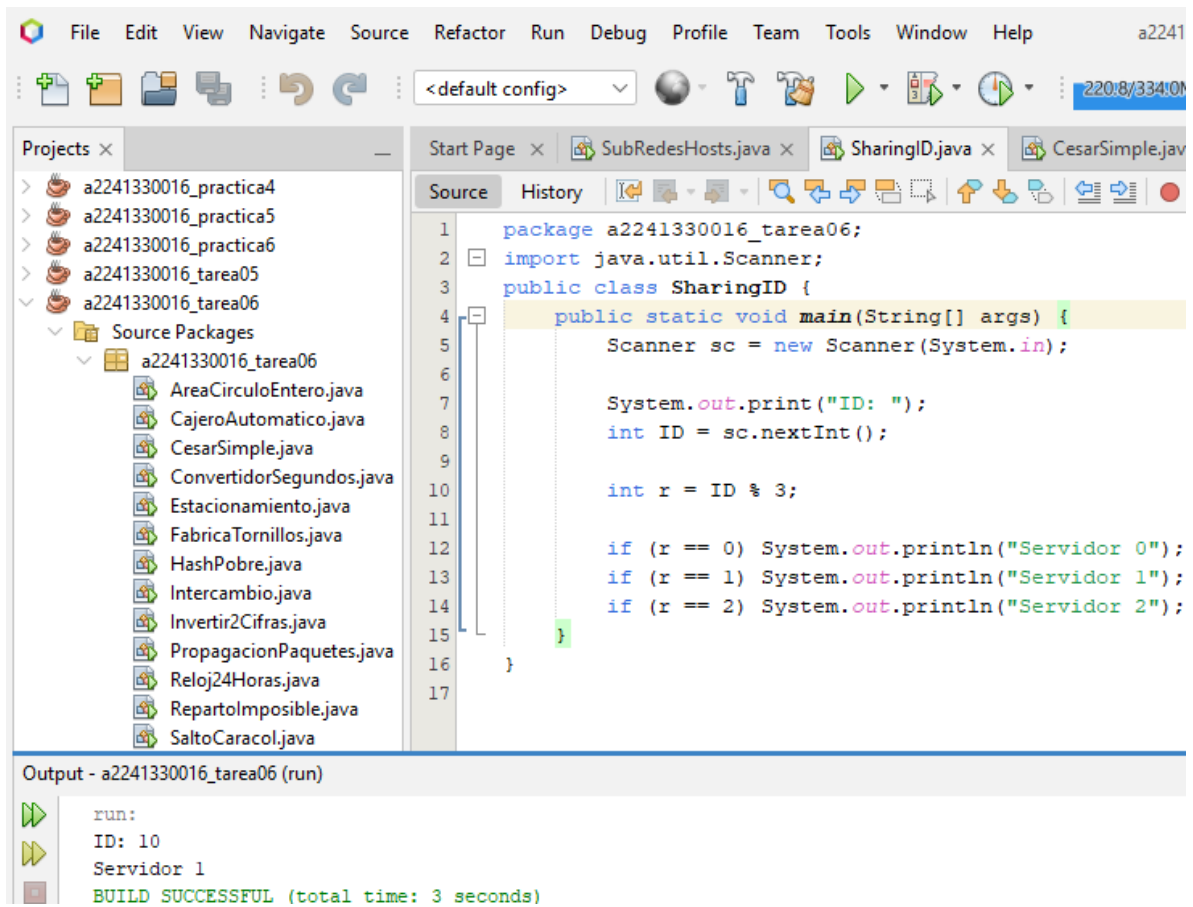 File Edit View Navigate Source Refactor Run Debug Profile Team Tools Window Help a2241
<default config> 220.8/334.0M
Projects
a2241330016_practica4
a2241330016_practica5
a2241330016_practica6
a2241330016_tarea05
a2241330016_tarea06
Source Packages
a2241330016_tarea06
AreaCirculoEntero.java
CajeroAutomatico.java
CesarSimple.java
ConvertidorSegundos.java
Estacionamiento.java
FabricaTornillos.java
HashPobre.java
Intercambio.java
Invertir2Cifras.java
PropagacionPaquetes.java
Reloj24Horas.java
RepartoImposible.java
SaltoCaracol.java
Start Page SubRedesHosts.java SharingID.java CesarSimple.jav
Source History
1 package a2241330016_tarea06;
2 import java.util.Scanner;
3 public class SharingID {
4 public static void main(String[] args) {
5 Scanner sc = new Scanner(System.in);
6
7 System.out.print("ID: ");
8 int ID = sc.nextInt();
9
10 int r = ID % 3;
11
12 if (r == 0) System.out.println("Servidor 0");
13 if (r == 1) System.out.println("Servidor 1");
14 if (r == 2) System.out.println("Servidor 2");
15 }
16 }
17
Output - a2241330016_tarea06 (run)
run:
ID: 10
Servidor 1
BUILD SUCCESSFUL (total time: 3 seconds)